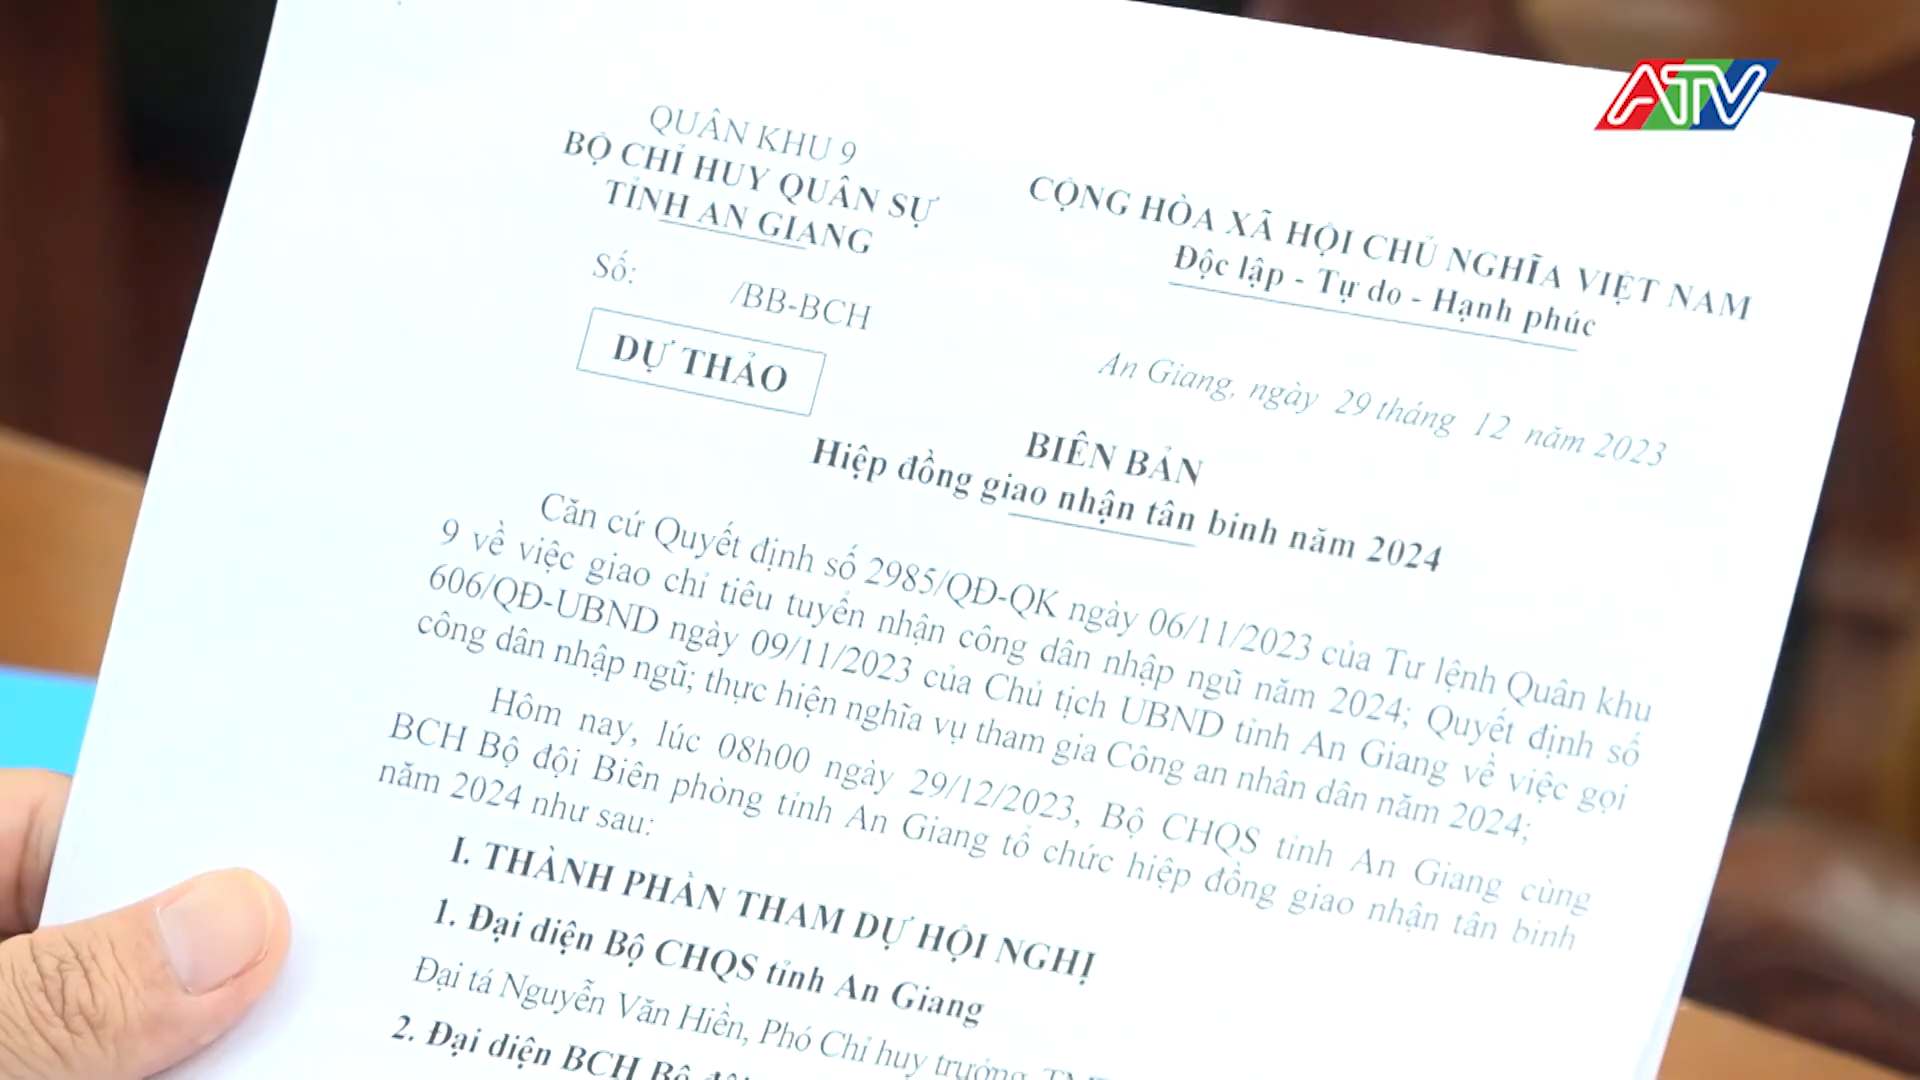 ATV
QUÂN KHU 9
BỘ CHỈ HUY QUÂN SỰ
TỈNH AN GIANG
Số: /BB-BCH
DỰ THẢO
CỘNG HÒA XÃ HỘI CHỦ NGHĨA VIỆT NAM
Độc lập - Tự do - Hạnh phúc
An Giang, ngày 29 tháng 12 năm 2023
BIÊN BẢN
Hiệp đồng giao nhận tân binh năm 2024
Căn cứ Quyết định số 2985/QĐ-QK ngày 06/11/2023 của Tư lệnh Quân khu
9 về việc giao chỉ tiêu tuyển nhận công dân nhập ngũ năm 2024; Quyết định số
606/QĐ-UBND ngày 09/11/2023 của Chủ tịch UBND tỉnh An Giang về việc gọi
công dân nhập ngũ; thực hiện nghĩa vụ tham gia Công an nhân dân năm 2024;
Hôm nay, lúc 08h00 ngày 29/12/2023, Bộ CHQS tỉnh An Giang cùng
BCH Bộ đội Biên phòng tỉnh An Giang tổ chức hiệp đồng giao nhận tân binh
năm 2024 như sau:
I. THÀNH PHẦN THAM DỰ HỘI NGHỊ
1. Đại diện Bộ CHQS tỉnh An Giang
Đại tá Nguyễn Văn Hiền, Phó Chỉ huy trưởng
2. Đại diện BCH Bộ đội